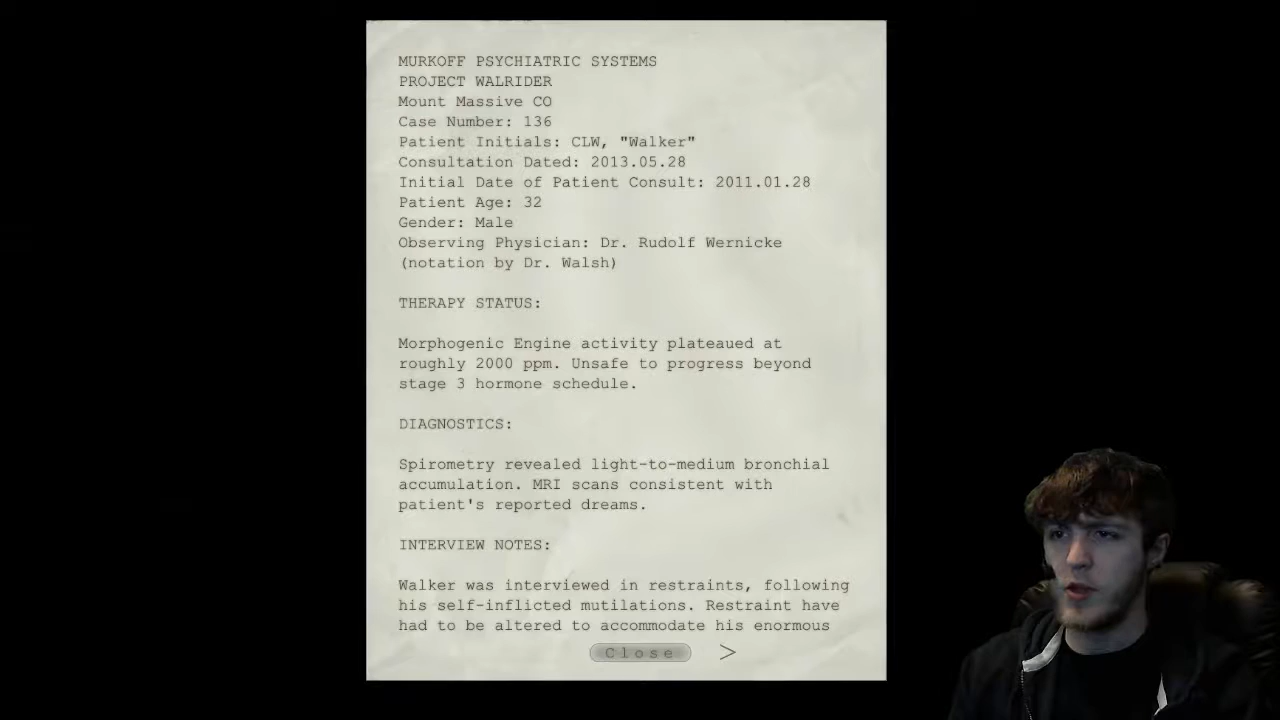 MURKOFF PSYCHIATRIC SYSTEMS
PROJECT WALRIDER
Mount Massive CO
Case Number: 136
Patient Initials: CLW, "Walker"
Consultation Dated: 2013.05.28
Initial Date of Patient Consult: 2011.01.28
Patient Age: 32
Gender: Male
Observing Physician: Dr. Rudolf Wernicke
(notation by Dr. Walsh)
THERAPY STATUS:
Morphogenic Engine activity plateaued at
roughly 2000 ppm. Unsafe to progress beyond
stage 3 hormone schedule.
DIAGNOSTICS:
Spirometry revealed light-to-medium bronchial
accumulation. MRI scans consistent with
patient's reported dreams.
INTERVIEW NOTES:
Walker was interviewed in restraints, following
his self-inflicted mutilations. Restraint have
had to be altered to accommodate his enormous
Close >